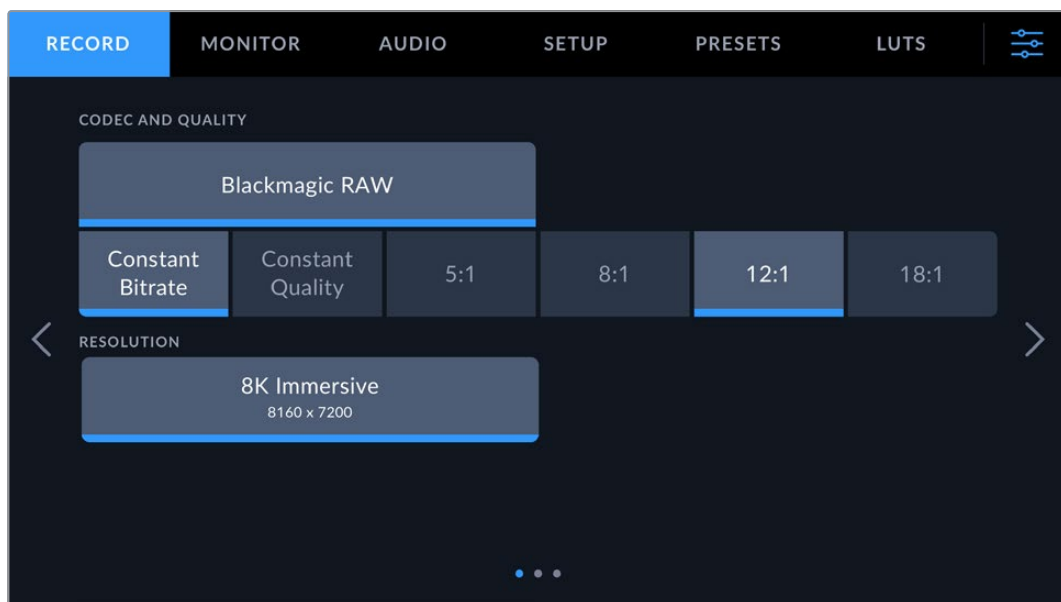 RECORD MONITOR AUDIO SETUP PRESETS LUTS
CODEC AND QUALITY
Blackmagic RAW
Constant Bitrate Constant Quality 5:1 8:1 12:1 18:1
RESOLUTION
8K Immersive
8160 x 7200